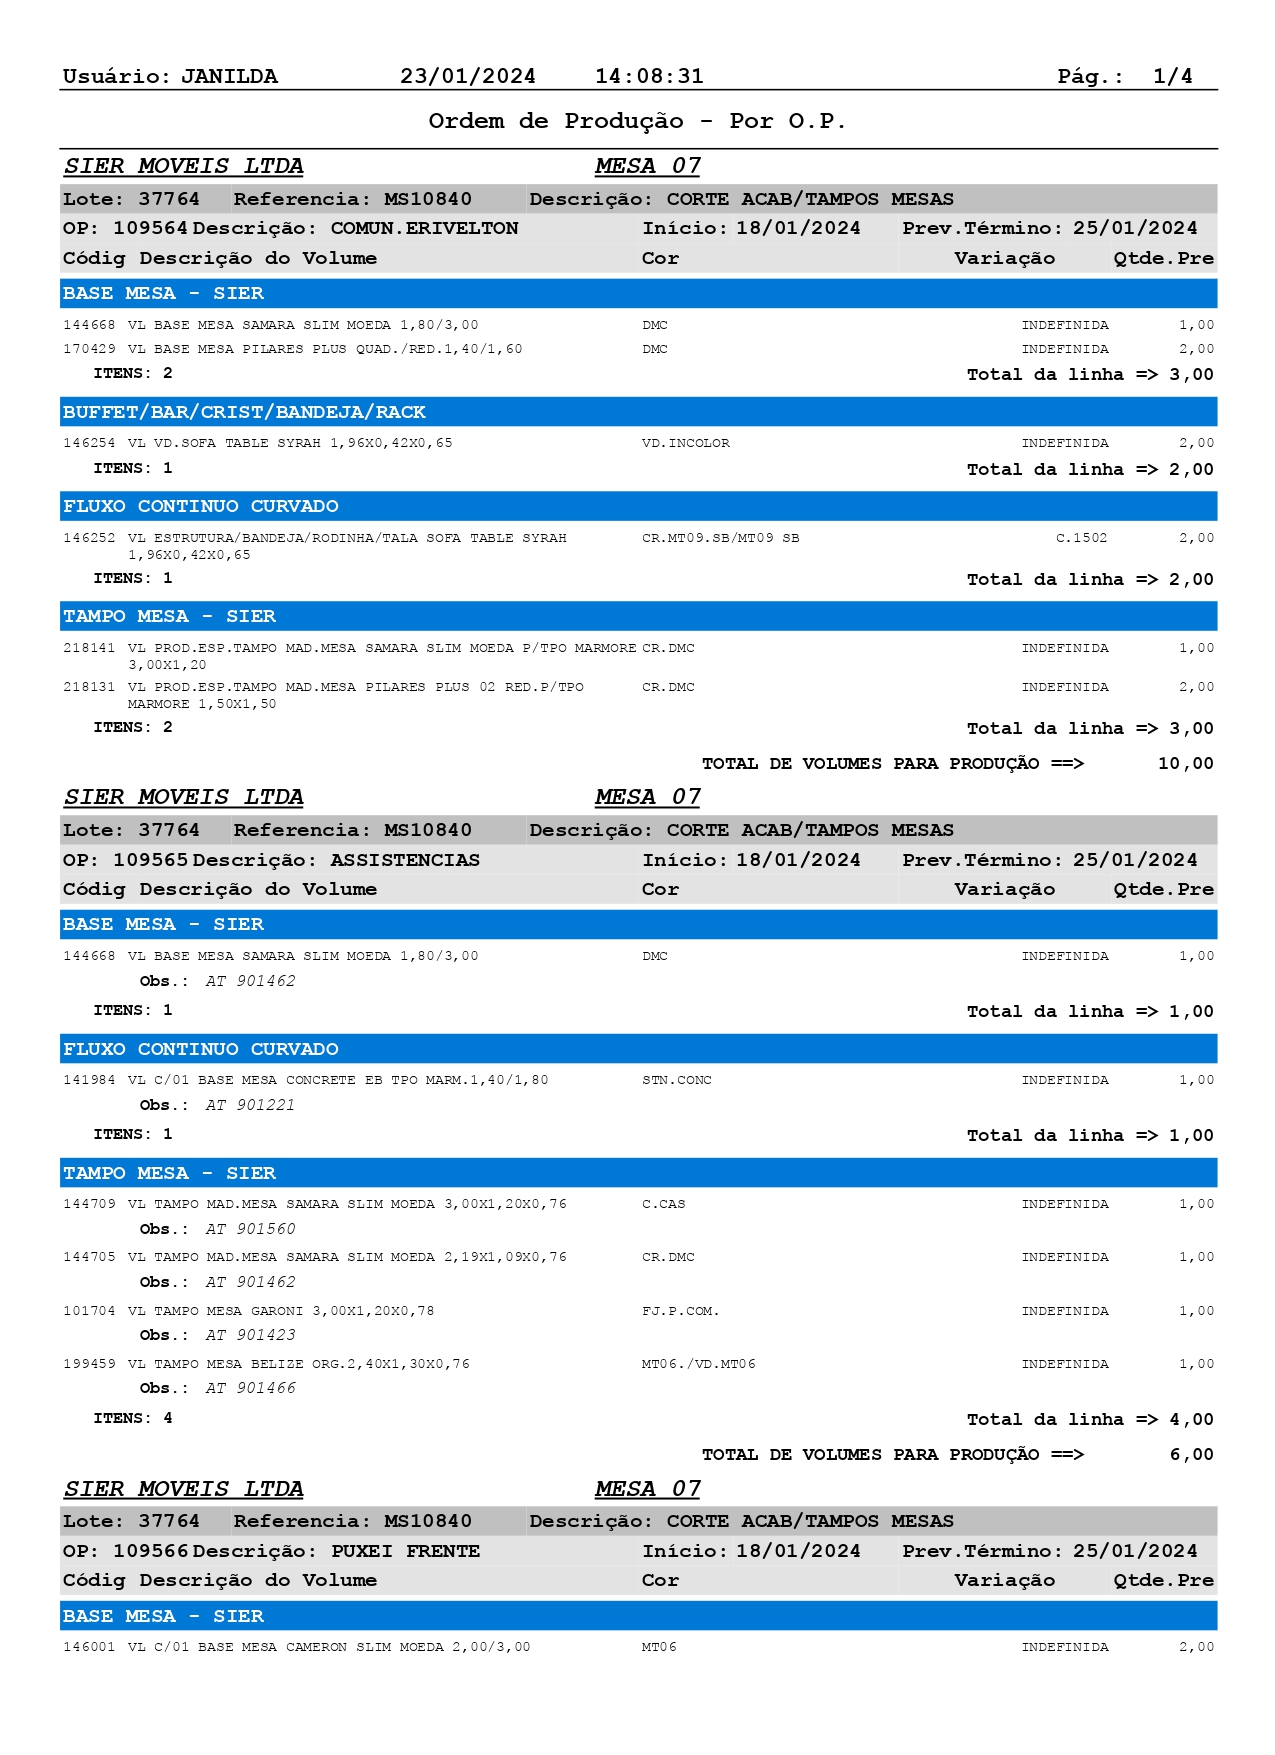 Usuário: JANILDA 23/01/2024 14:08:31 Pág.: 1/4
Ordem de Produção - Por O.P.
SIER MOVEIS LTDA MESA 07
Lote: 37764 Referencia: MS10840 Descrição: CORTE ACAB/TAMPOS MESAS
OP: 109564 Descrição: COMUN.ERIVELTON Início: 18/01/2024 Prev.Término: 25/01/2024
Códig Descrição do Volume Cor Variação Qtde.Pre
BASE MESA - SIER
144668 VL BASE MESA SAMARA SLIM MOEDA 1,80/3,00 DMC INDEFINIDA 1,00
170429 VL BASE MESA PILARES PLUS QUAD./RED.1,40/1,60 DMC INDEFINIDA 2,00
ITENS: 2 Total da linha => 3,00
BUFFET/BAR/CRIST/BANDEJA/RACK
146254 VL VD.SOFA TABLE SYRAH 1,96X0,42X0,65 VD.INCOLOR INDEFINIDA 2,00
ITENS: 1 Total da linha => 2,00
FLUXO CONTINUO CURVADO
146252 VL ESTRUTURA/BANDEJA/RODINHA/TALA SOFA TABLE SYRAH CR.MT09.SB/MT09 SB C.1502 2,00
1,96X0,42X0,65
ITENS: 1 Total da linha => 2,00
TAMPO MESA - SIER
218141 VL PROD.ESP.TAMPO MAD.MESA SAMARA SLIM MOEDA P/TPO MARMORE CR.DMC INDEFINIDA 1,00
3,00X1,20
218131 VL PROD.ESP.TAMPO MAD.MESA PILARES PLUS 02 RED.P/TPO CR.DMC INDEFINIDA 2,00
MARMORE 1,50X1,50
ITENS: 2 Total da linha => 3,00
TOTAL DE VOLUMES PARA PRODUÇÃO ==> 10,00
SIER MOVEIS LTDA MESA 07
Lote: 37764 Referencia: MS10840 Descrição: CORTE ACAB/TAMPOS MESAS
OP: 109565 Descrição: ASSISTENCIAS Início: 18/01/2024 Prev.Término: 25/01/2024
Códig Descrição do Volume Cor Variação Qtde.Pre
BASE MESA - SIER
144668 VL BASE MESA SAMARA SLIM MOEDA 1,80/3,00 DMC INDEFINIDA 1,00
Obs.: AT 901462
ITENS: 1 Total da linha => 1,00
FLUXO CONTINUO CURVADO
141984 VL C/01 BASE MESA CONCRETE EB TPO MARM.1,40/1,80 STN.CONC INDEFINIDA 1,00
Obs.: AT 901221
ITENS: 1 Total da linha => 1,00
TAMPO MESA - SIER
144709 VL TAMPO MAD.MESA SAMARA SLIM MOEDA 3,00X1,20X0,76 C.CAS INDEFINIDA 1,00
Obs.: AT 901560
144705 VL TAMPO MAD.MESA SAMARA SLIM MOEDA 2,19X1,09X0,76 CR.DMC INDEFINIDA 1,00
Obs.: AT 901462
101704 VL TAMPO MESA GARONI 3,00X1,20X0,78 FJ.P.COM. INDEFINIDA 1,00
Obs.: AT 901423
199459 VL TAMPO MESA BELIZE ORG.2,40X1,30X0,76 MT06./VD.MT06 INDEFINIDA 1,00
Obs.: AT 901466
ITENS: 4 Total da linha => 4,00
TOTAL DE VOLUMES PARA PRODUÇÃO ==> 6,00
SIER MOVEIS LTDA MESA 07
Lote: 37764 Referencia: MS10840 Descrição: CORTE ACAB/TAMPOS MESAS
OP: 109566 Descrição: PUXEI FRENTE Início: 18/01/2024 Prev.Término: 25/01/2024
Códig Descrição do Volume Cor Variação Qtde.Pre
BASE MESA - SIER
146001 VL C/01 BASE MESA CAMERON SLIM MOEDA 2,00/3,00 MT06 INDEFINIDA 2,00